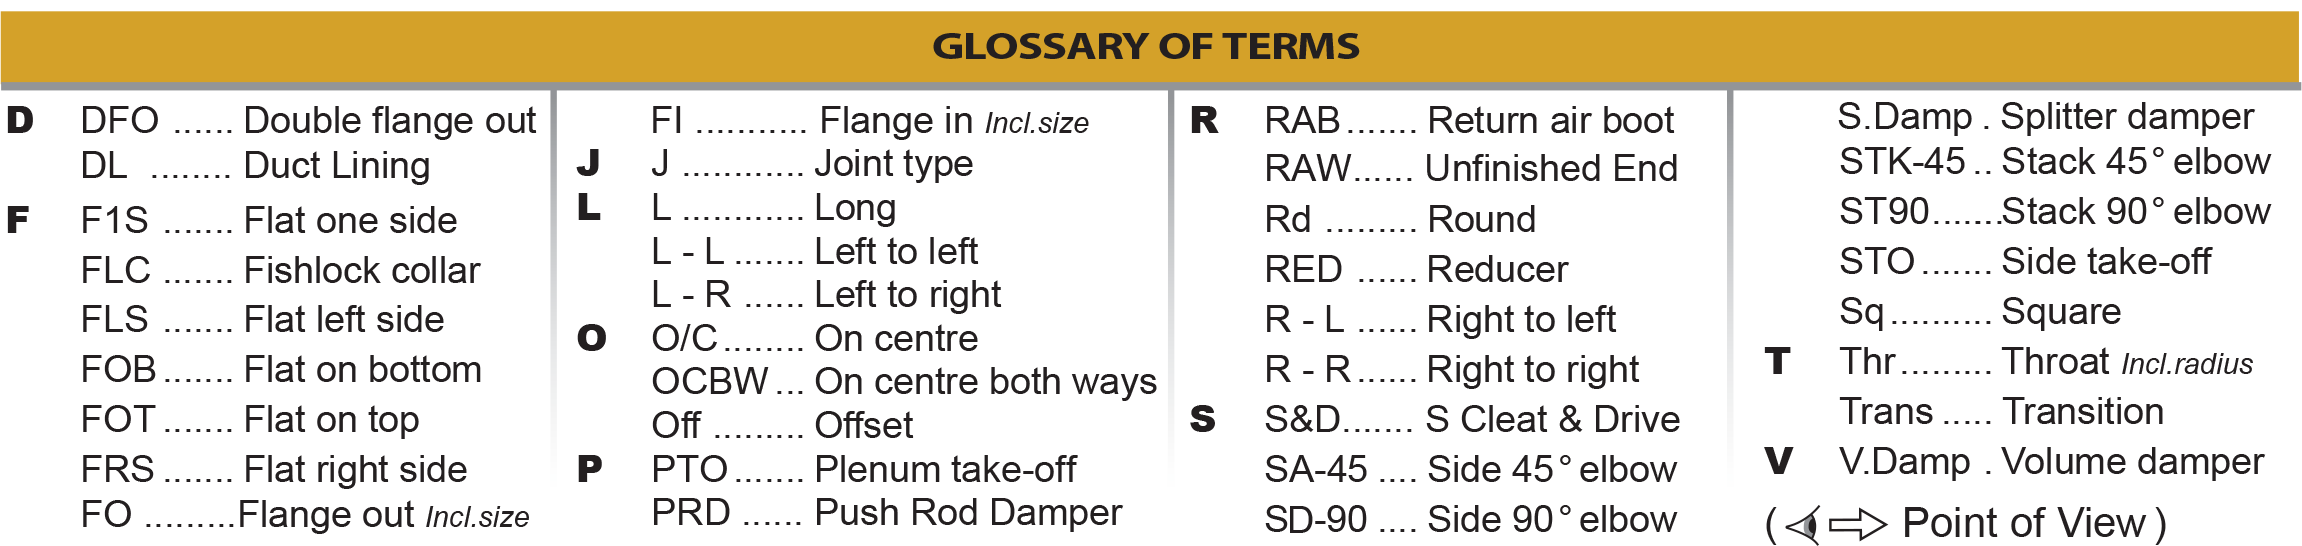 GLOSSARY OF TERMS
D DFO ...... Double flange out
DL ........ Duct Lining
F F1S ....... Flat one side
FLC ....... Fishlock collar
FLS ....... Flat left side
FOB ....... Flat on bottom
FOT ....... Flat on top
FRS ....... Flat right side
FO .........Flange out Incl.size
FI ........... Flange in Incl.size
J J ............ Joint type
L L ............ Long
L - L ....... Left to left
L - R ...... Left to right
O O/C ........ On centre
OCBW ... On centre both ways
Off ......... Offset
P PTO ....... Plenum take-off
PRD ...... Push Rod Damper
R RAB ....... Return air boot
RAW...... Unfinished End
Rd ......... Round
RED ...... Reducer
R - L ...... Right to left
R - R ...... Right to right
S S&D....... S Cleat & Drive
SA-45 .... Side 45° elbow
SD-90 .... Side 90° elbow
S.Damp . Splitter damper
STK-45 .. Stack 45° elbow
ST90.......Stack 90° elbow
STO ....... Side take-off
Sq .......... Square
T Thr ......... Throat Incl.radius
Trans ..... Transition
V V.Damp . Volume damper
( Point of View )